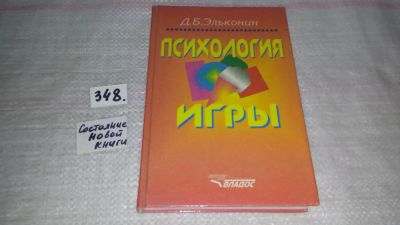 Д.Б.Эльконин
ПСИХОЛОГИЯ
ИГРЫ
ВЛАДОС
348.
Состояние
новой
книги